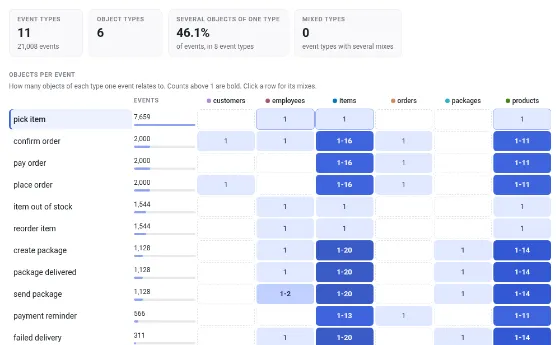 EVENT TYPES
11
21,008 events
OBJECT TYPES
6
SEVERAL OBJECTS OF ONE TYPE
46.1%
of events, in 8 event types
MIXED TYPES
0
event types with several mixes
OBJECTS PER EVENT
How many objects of each type one event relates to. Counts above 1 are bold. Click a row for its mixes.
EVENTS customers employees items orders packages products
pick item 7,659 1 1 1
confirm order 2,000 1 1 1-16 1 1-11
pay order 2,000 1-16 1 1-11
place order 2,000 1 1-16 1 1-11
item out of stock 1,544 1 1 1
reorder item 1,544 1 1 1
create package 1,128 1 1-20 1 1-14
package delivered 1,128 1 1-20 1 1-14
send package 1,128 1-2 1-20 1 1-14
payment reminder 566 1-13 1 1-11
failed delivery 311 1 1-20 1 1-14